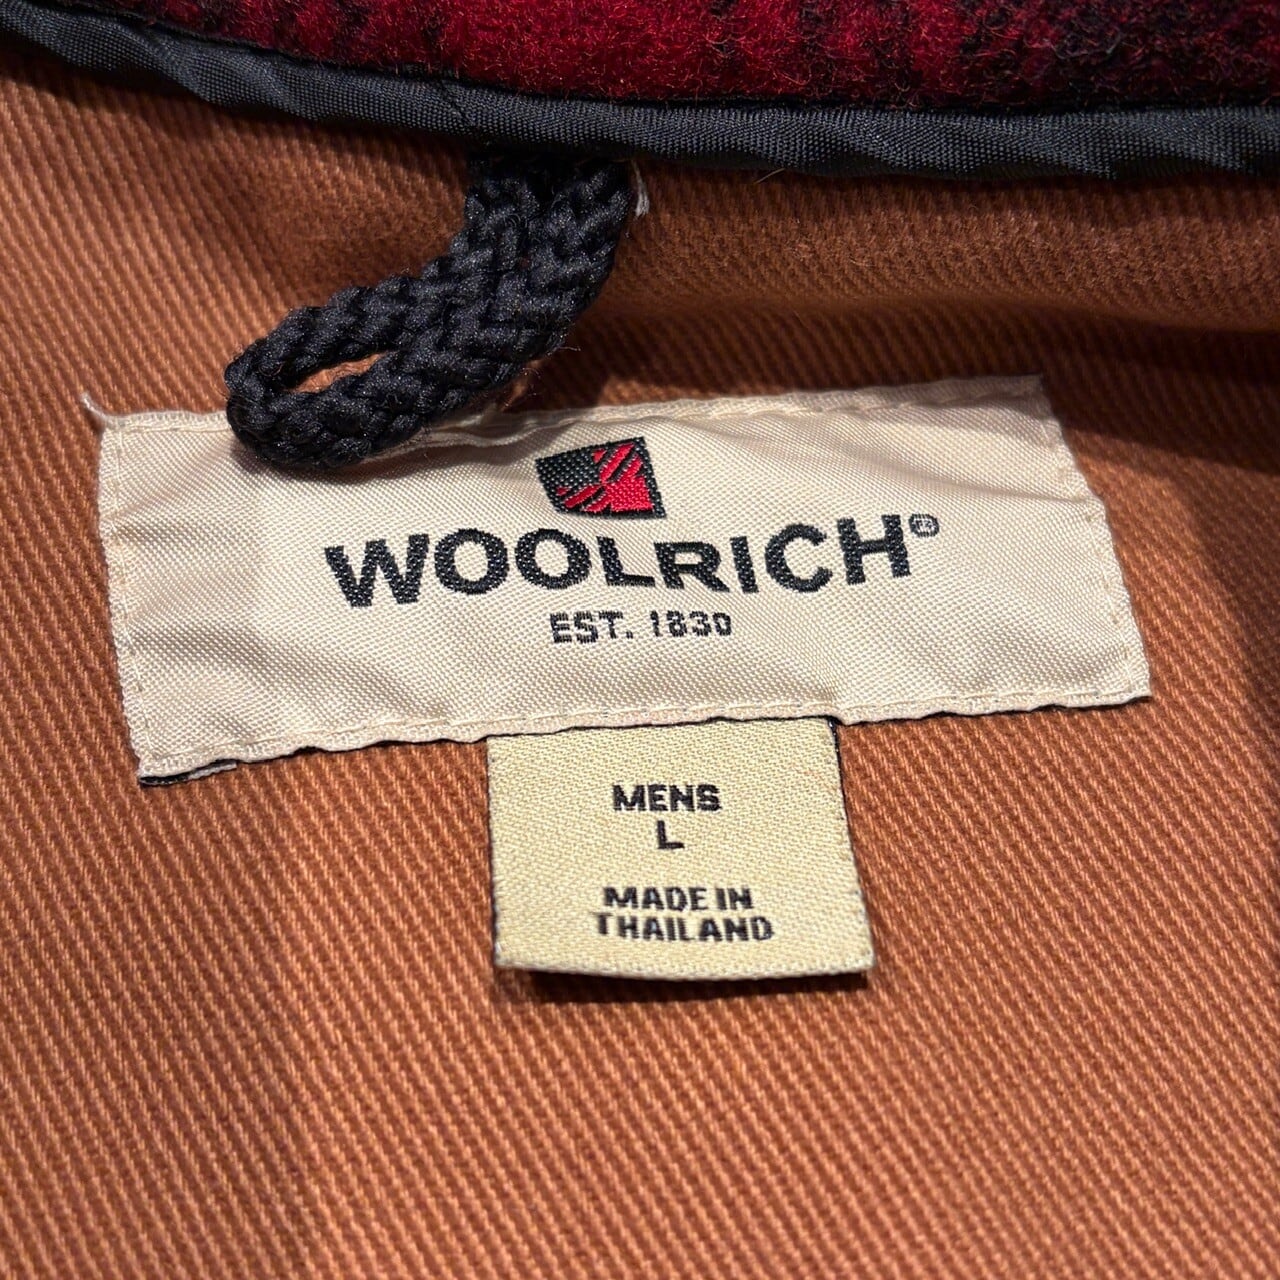 WOOLRICH®
EST. 1830
MENS
L
MADE IN
THAILAND